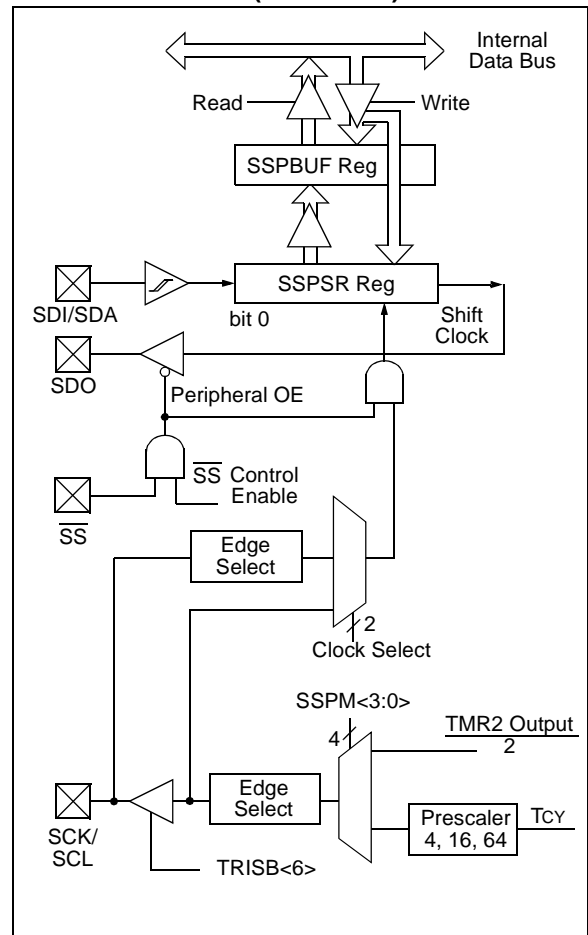 Internal
Data Bus
Read
Write
SSPBUF Reg
SSPSR Reg
SDI/SDA
bit 0
Shift
Clock
SDO
Peripheral OE
SS Control
Enable
SS
Edge
Select
2
Clock Select
SSPM<3:0>
TMR2 Output
4
2
Edge
Select
Prescaler
4, 16, 64
TCY
SCK/
SCL
TRISB<6>